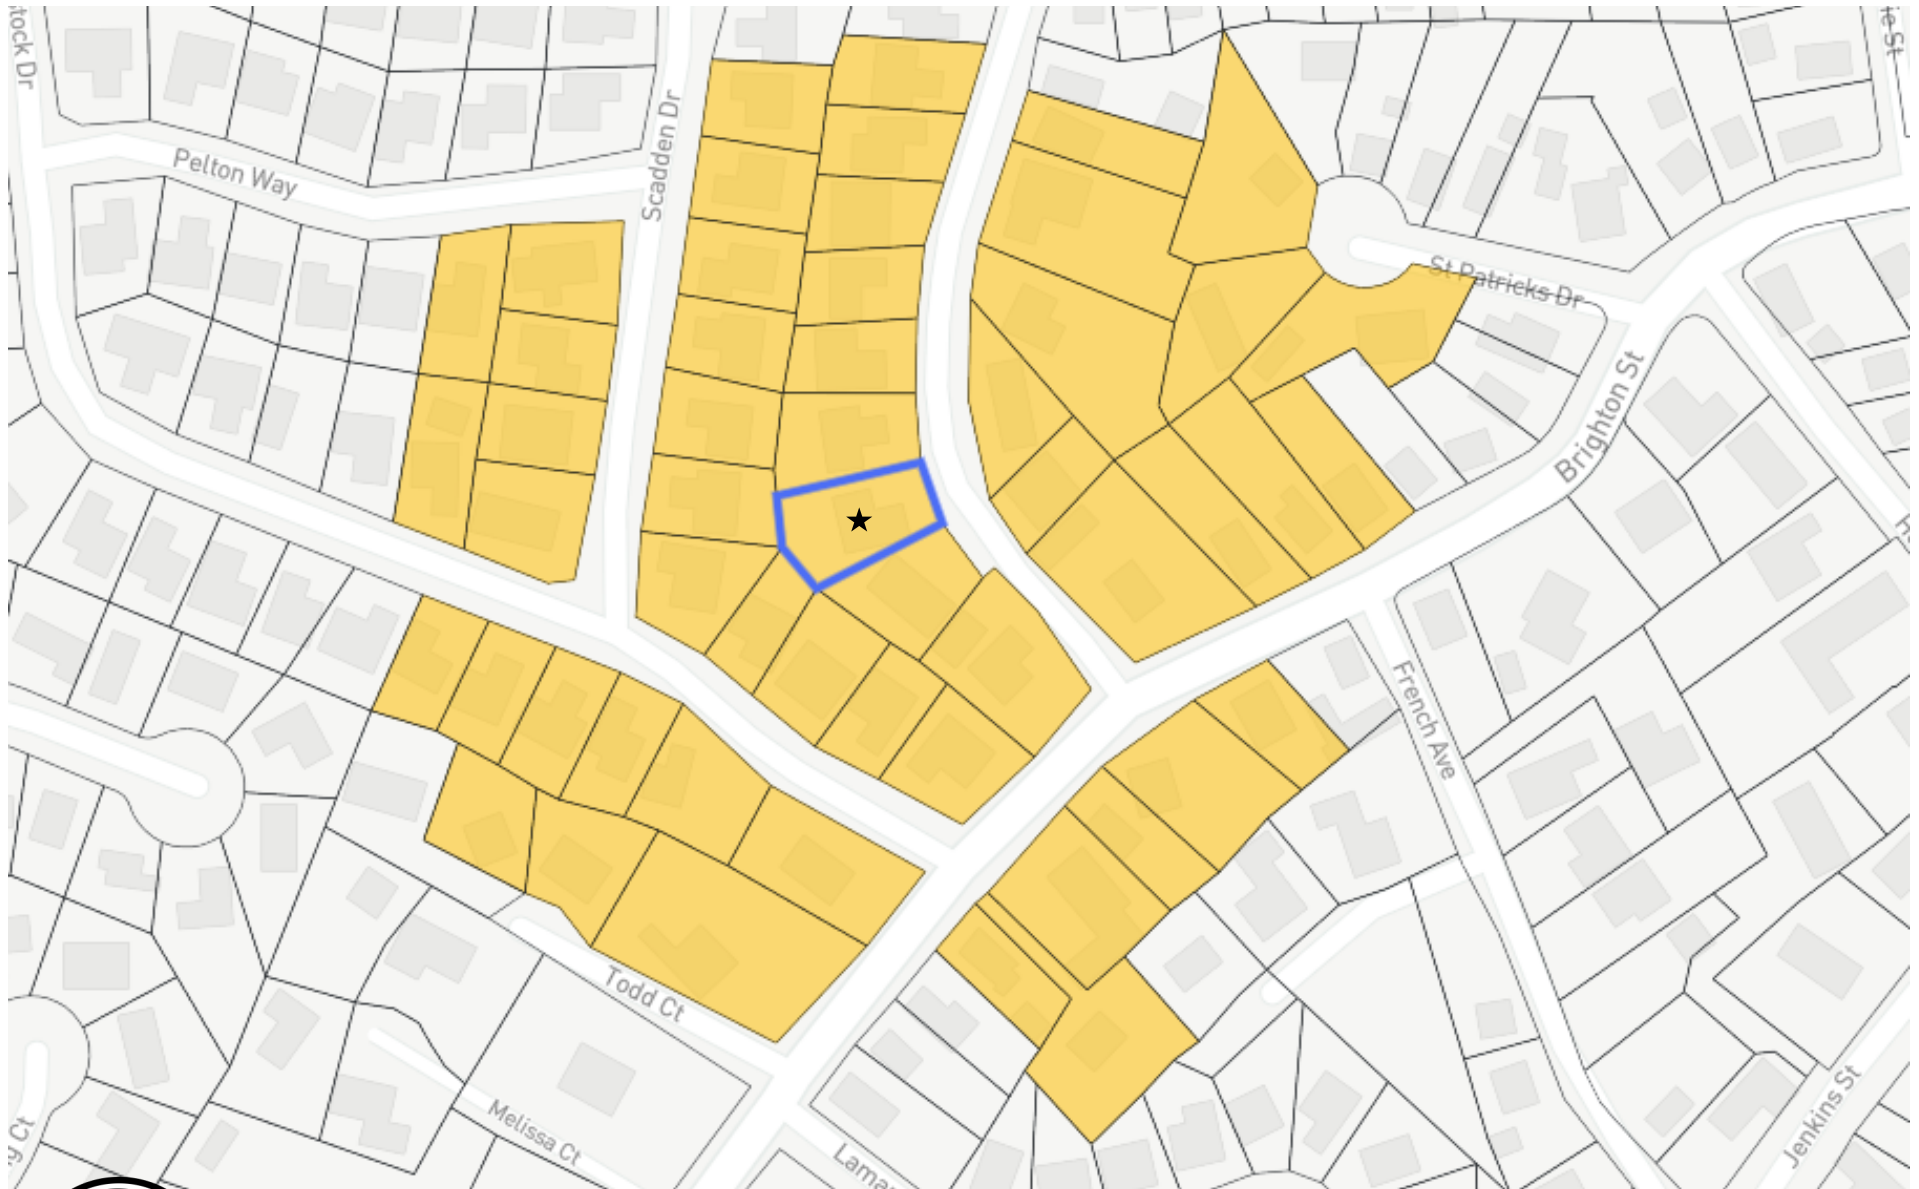 Pelton Way
Scadden Dr
St Patricks Dr
Brighton St
French Ave
Todd Ct
Melissa Ct
Jenkins St